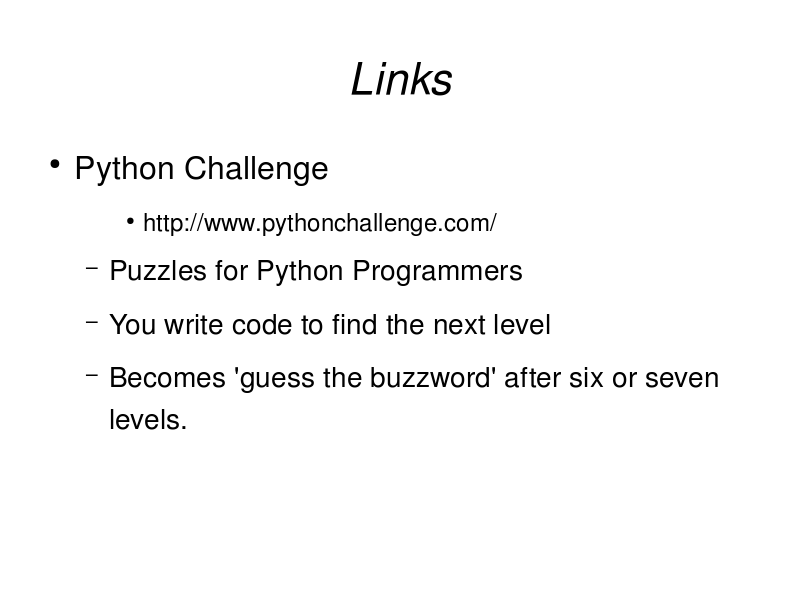 Links
• Python Challenge
• http://www.pythonchallenge.com/
– Puzzles for Python Programmers
– You write code to find the next level
– Becomes 'guess the buzzword' after six or seven
levels.